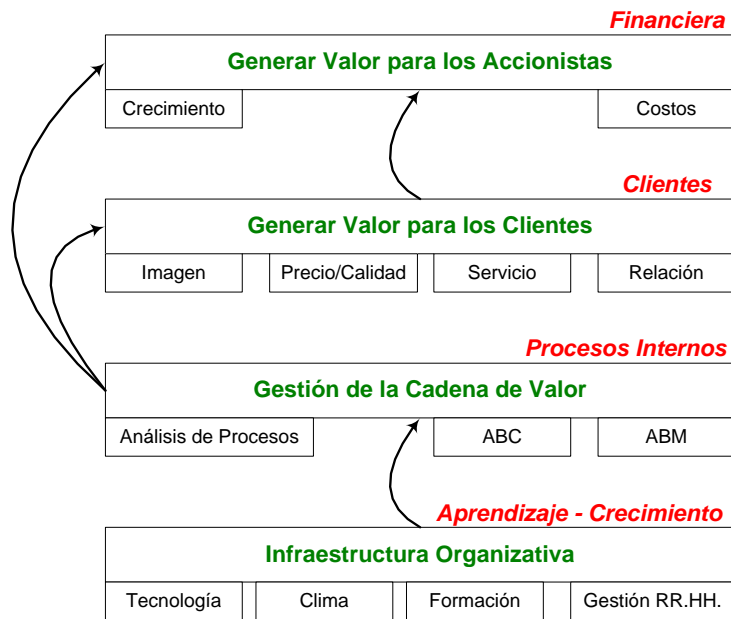 Financiera
Generar Valor para los Accionistas
Crecimiento
Costos
Clientes
Generar Valor para los Clientes
Imagen
Precio/Calidad
Servicio
Relación
Procesos Internos
Gestión de la Cadena de Valor
Análisis de Procesos
ABC
ABM
Aprendizaje - Crecimiento
Infraestructura Organizativa
Tecnología
Clima
Formación
Gestión RR.HH.